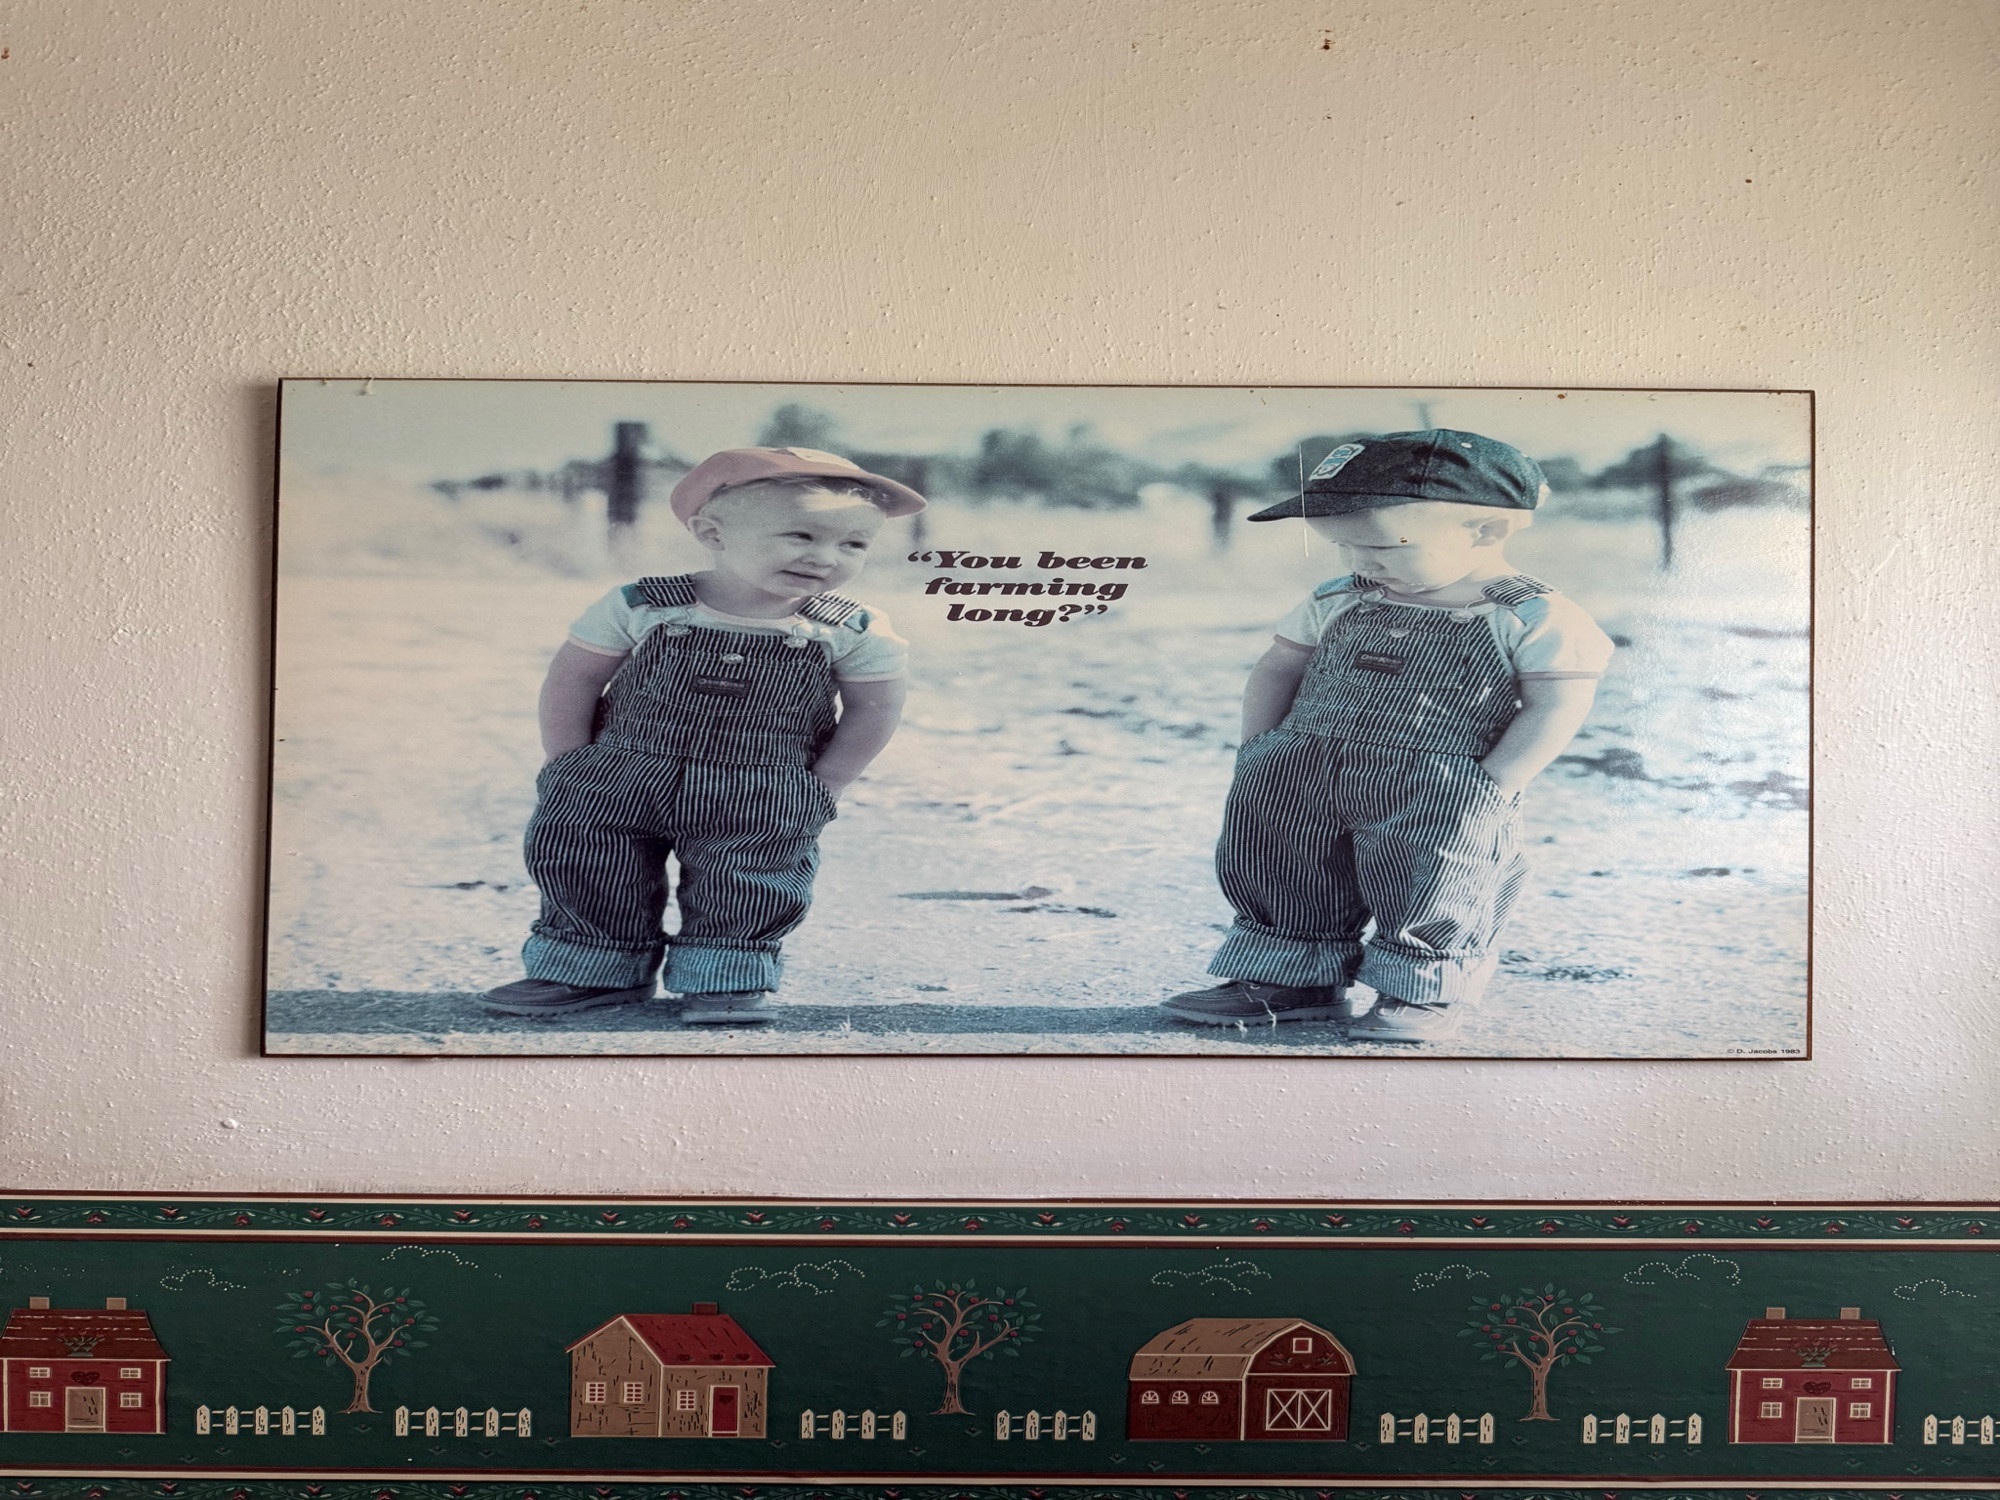 “You been
farming
long?”
© D. Jacobs 1983